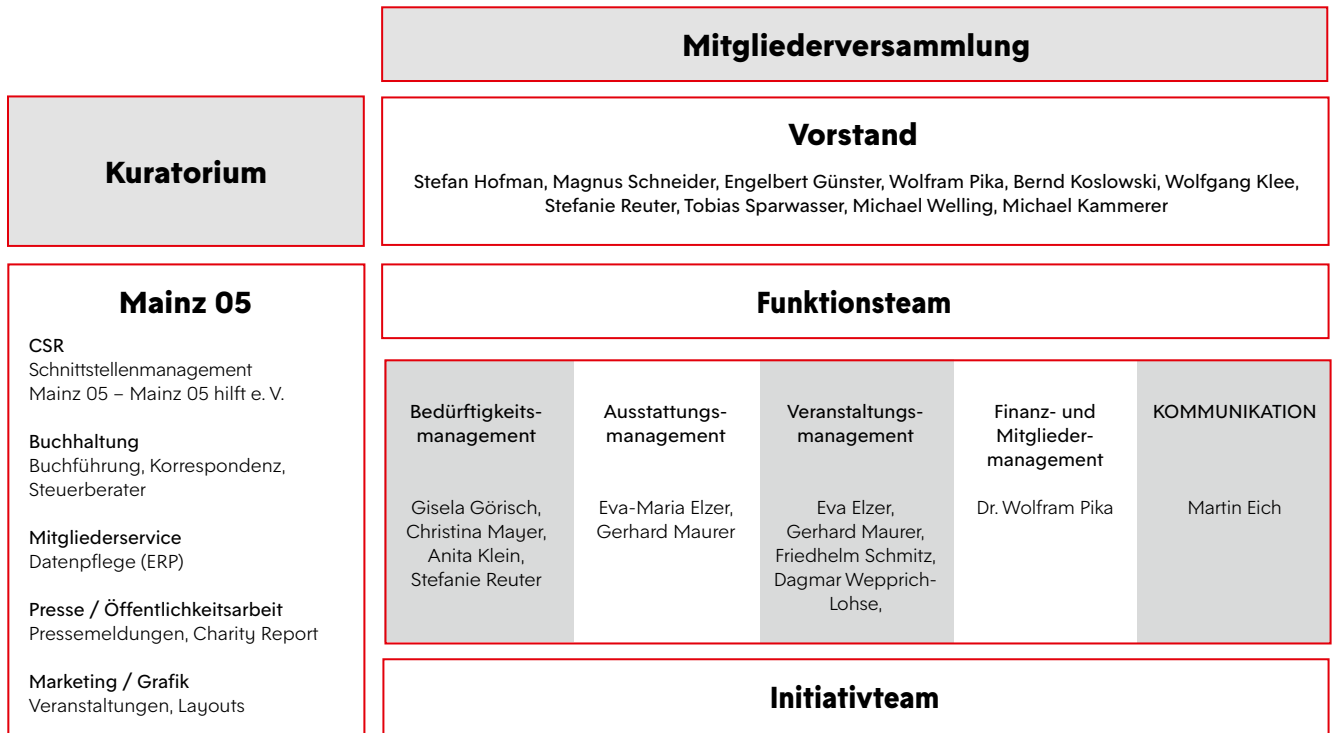 Mitgliederversammlung
Kuratorium
Vorstand
Stefan Hofman, Magnus Schneider, Engelbert Günster, Wolfram Pika, Bernd Koslowski, Wolfgang Klee,
Stefanie Reuter, Tobias Sparwasser, Michael Welling, Michael Kammerer
Mainz 05
CSR
Schnittstellenmanagement
Mainz 05 – Mainz 05 hilft e. V.
Buchhaltung
Buchführung, Korrespondenz,
Steuerberater
Mitgliederservice
Datenpflege (ERP)
Presse / Öffentlichkeitsarbeit
Pressemeldungen, Charity Report
Marketing / Grafik
Veranstaltungen, Layouts
Funktionsteam
Bedürftigkeits-
management
Gisela Görisch,
Christina Mayer,
Anita Klein,
Stefanie Reuter
Ausstattungs-
management
Eva-Maria Elzer,
Gerhard Maurer
Veranstaltungs-
management
Eva Elzer,
Gerhard Maurer,
Friedhelm Schmitz,
Dagmar Wepprich-
Lohse,
Finanz- und
Mitglieder-
management
Dr. Wolfram Pika
KOMMUNIKATION
Martin Eich
Initiativteam